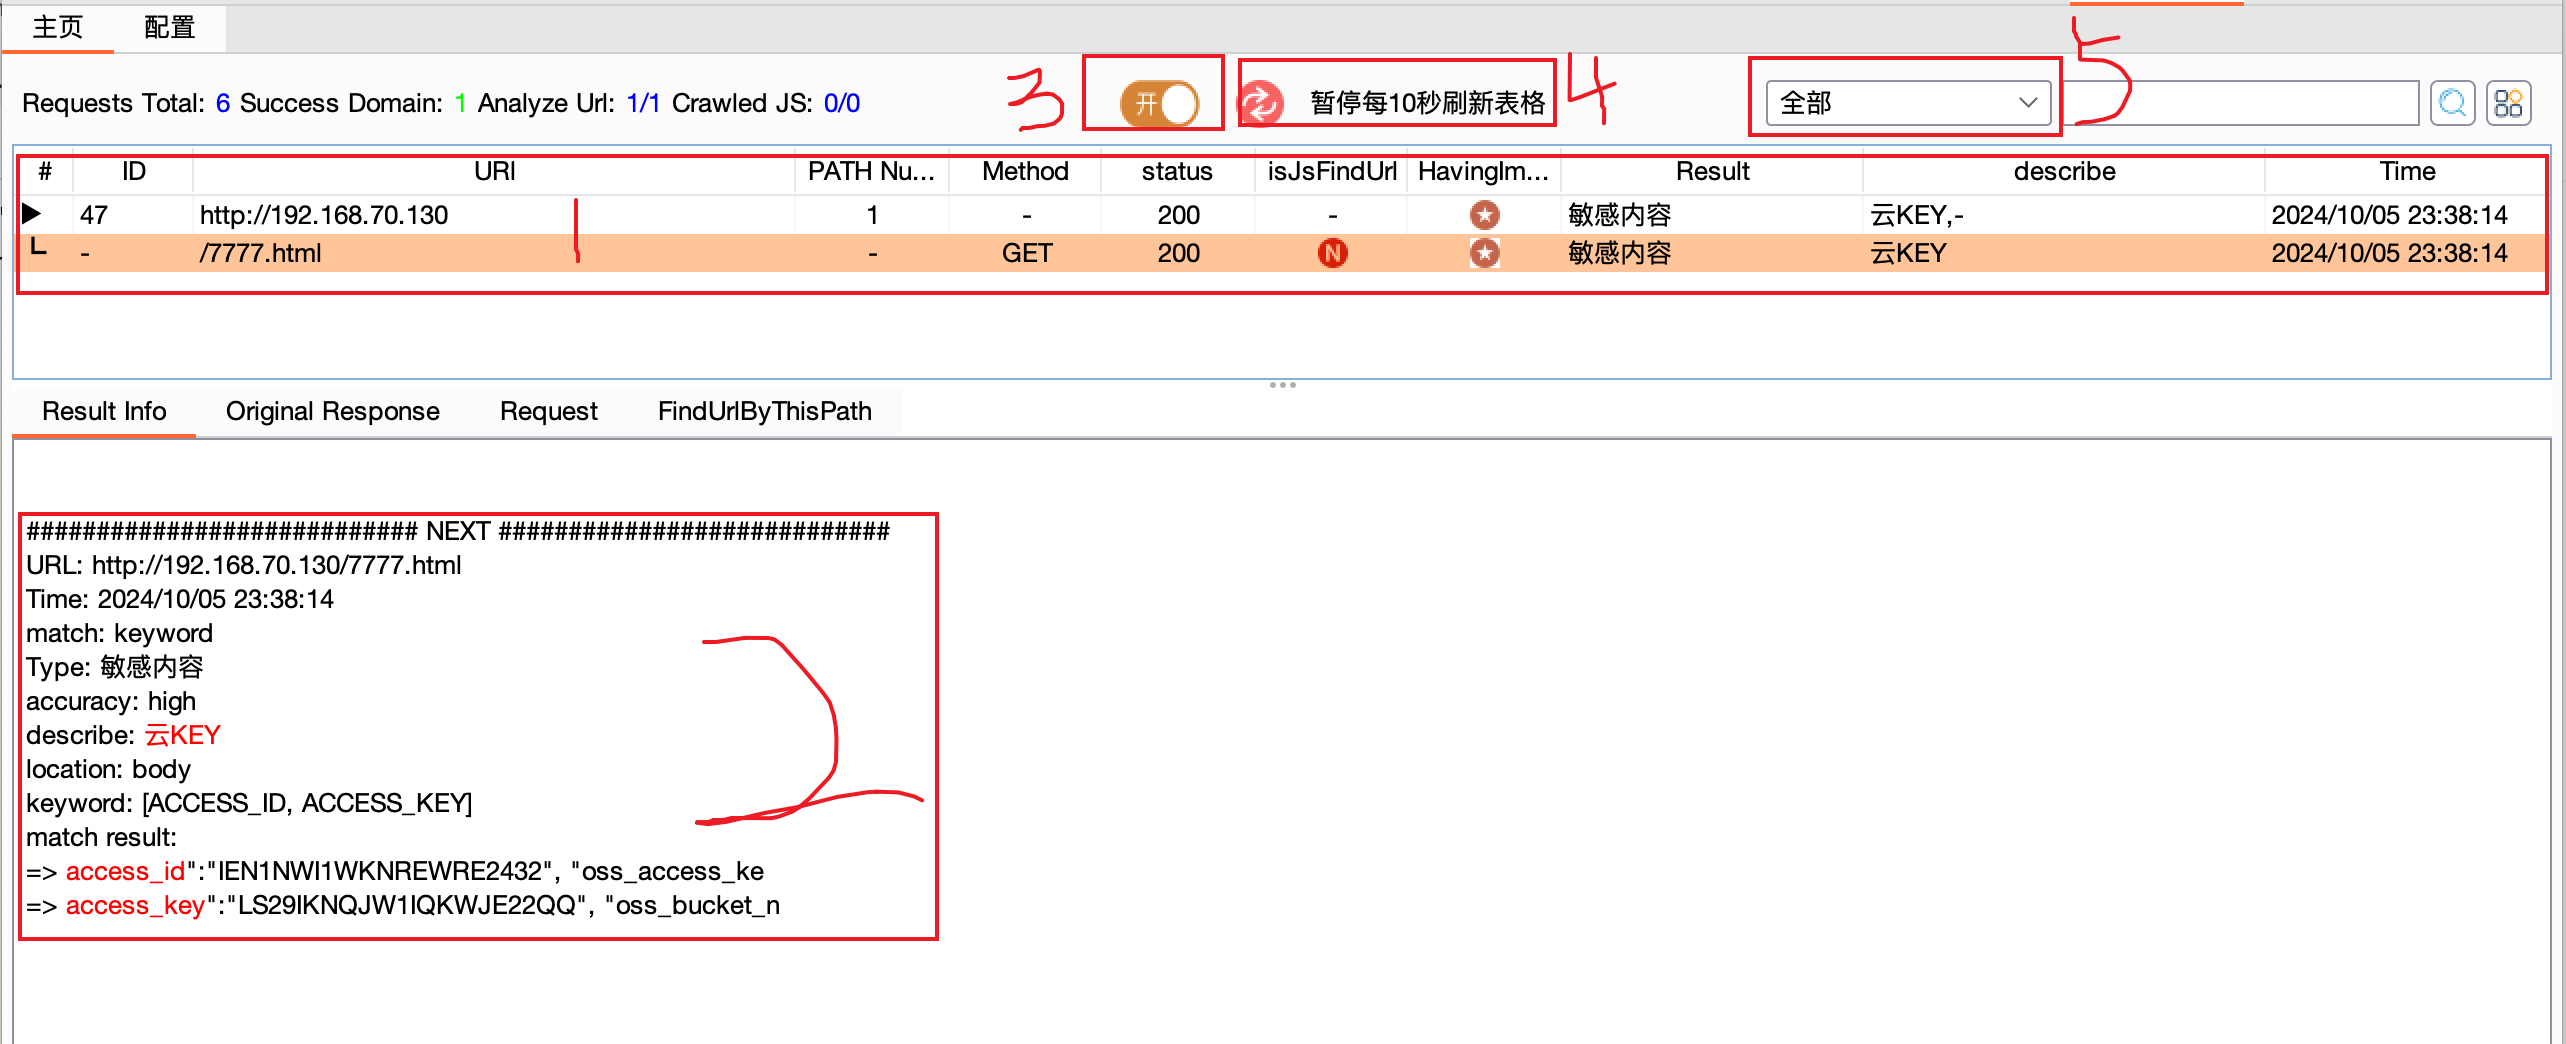 主页 配置
Requests Total: 6 Success Domain: 1 Analyze Url: 1/1 Crawled JS: 0/0 3 开 暂停每10秒刷新表格 4 全部 5
# ID URI PATH Nu... Method status isJsFindUrl HavingIm... Result describe Time
47 http://192.168.70.130 1 - 200 - 敏感内容 云KEY,- 2024/10/05 23:38:14
- /7777.html - GET 200 N 敏感内容 云KEY 2024/10/05 23:38:14
1
Result Info Original Response Request FindUrlByThisPath
############################ NEXT ############################
URL: http://192.168.70.130/7777.html
Time: 2024/10/05 23:38:14
match: keyword
Type: 敏感内容
accuracy: high
describe: 云KEY
location: body
keyword: [ACCESS_ID, ACCESS_KEY]
match result:
=> access_id":"IEN1NWI1WKNREWRE2432", "oss_access_ke
=> access_key":"LS29IKNQJW1IQKWJE22QQ", "oss_bucket_n
2